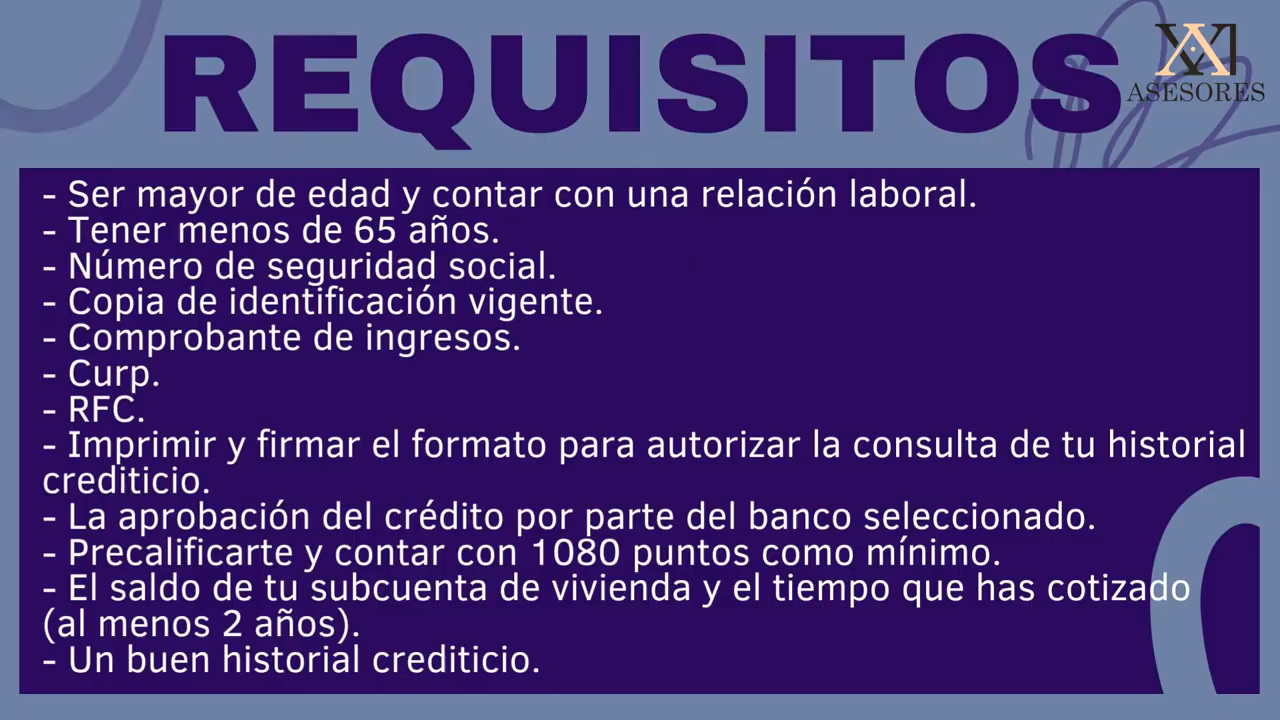 REQUISITOS
ASESORES
- Ser mayor de edad y contar con una relación laboral.
- Tener menos de 65 años.
- Número de seguridad social.
- Copia de identificación vigente.
- Comprobante de ingresos.
- Curp.
- RFC.
- Imprimir y firmar el formato para autorizar la consulta de tu historial
crediticio.
- La aprobación del crédito por parte del banco seleccionado.
- Precalificarte y contar con 1080 puntos como mínimo.
- El saldo de tu subcuenta de vivienda y el tiempo que has cotizado
(al menos 2 años).
- Un buen historial crediticio.